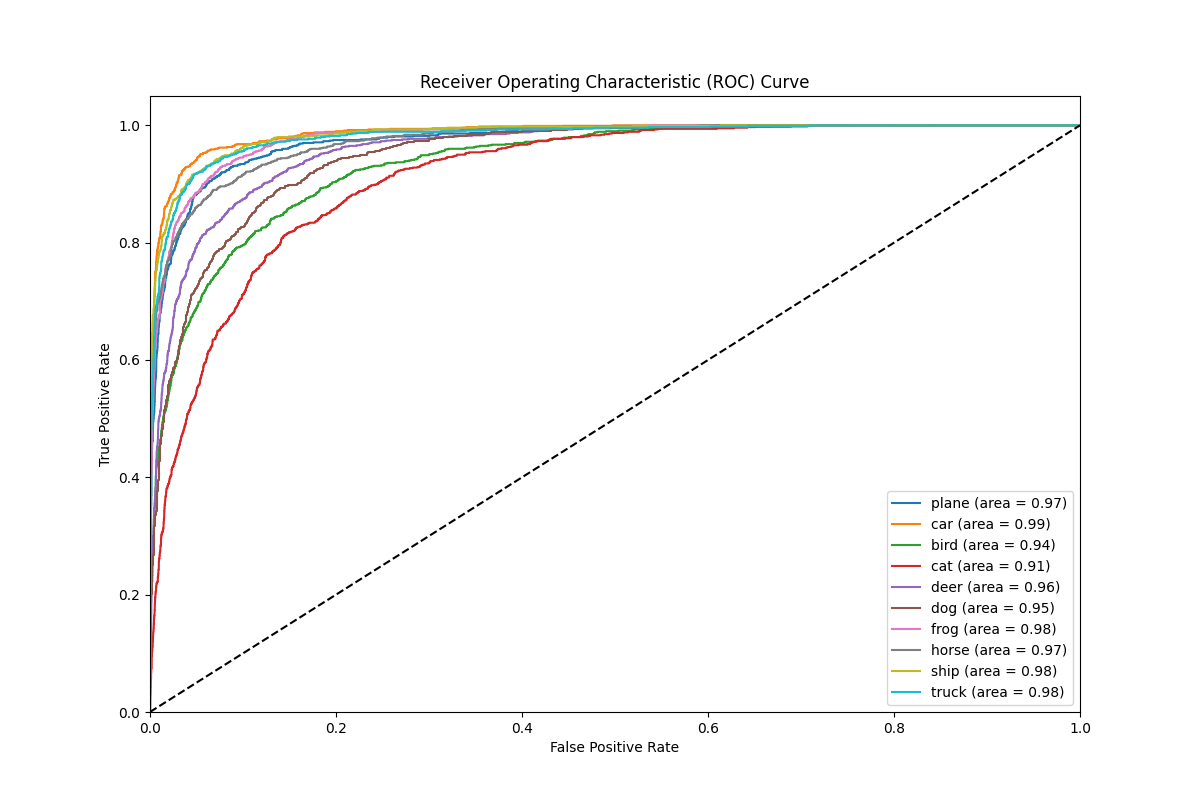 Receiver Operating Characteristic (ROC) Curve
True Positive Rate
1.0
0.8
0.6
0.4
0.2
0.0
plane (area = 0.97)
car (area = 0.99)
bird (area = 0.94)
cat (area = 0.91)
deer (area = 0.96)
dog (area = 0.95)
frog (area = 0.98)
horse (area = 0.97)
ship (area = 0.98)
truck (area = 0.98)
0.0 0.2 0.4 0.6 0.8 1.0
False Positive Rate